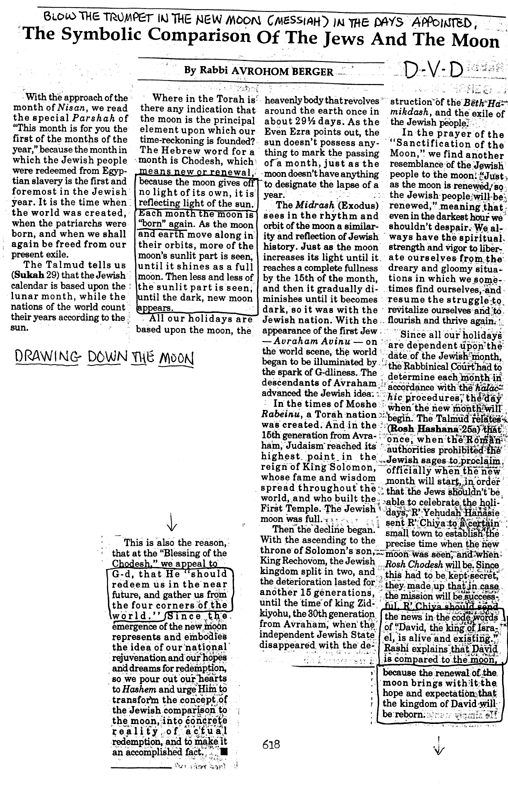 BLOW THE TRUMPET IN THE NEW MOON (MESSIAH) IN THE DAYS APPOINTED,
The Symbolic Comparison Of The Jews And The Moon
By Rabbi AVROHOM BERGER
D-V-D
With the approach of the
month of Nisan, we read
the special Parshah of
"This month is for you the
first of the months of the
year," because the month in
which the Jewish people
were redeemed from Egyp-
tian slavery is the first and
foremost in the Jewish
year. It is the time when
the world was created,
when the patriarchs were
born, and when we shall
again be freed from our
present exile.
The Talmud tells us
(Sukah 29) that the Jewish
calendar is based upon the
lunar month, while the
nations of the world count
their years according to the
sun.
DRAWING DOWN THE MOON
Where in the Torah is
there any indication that
the moon is the principal
element upon which our
time-reckoning is founded?
The Hebrew word for
a month is Chodesh, which
means new or renewal,
because the moon gives off
no light of its own, it is
reflecting light of the sun.
Each month the moon is
"born" again. As the moon
and earth move along in
their orbits, more of the
moon's sunlit part is seen,
until it shines as a full
moon. Then less and less of
the sunlit part is seen,
until the dark, new moon
appears.
All our holidays are
based upon the moon, the
heavenly body that revolves
around the earth once in
about 29½ days. As the
Even Ezra points out, the
sun doesn't possess any-
thing to mark the passing
of a month, just as the
moon doesn't have anything
to designate the lapse of a
year.
The Midrash (Exodus)
sees in the rhythm and
orbit of the moon a similar-
ity and reflection of Jewish
history. Just as the moon
increases its light until it
reaches a complete fullness
by the 15th of the month,
and then it gradually di-
minishes until it becomes
dark, so it was with the
Jewish nation. With the
appearance of the first Jew
— Avraham Avinu — on
the world scene, the world
began to be illuminated by
the spark of G-dliness. The
descendants of Avraham
advanced the Jewish idea.
In the times of Moshe
Rabeinu, a Torah nation
was created. And in the
15th generation from Avra-
ham, Judaism reached its
highest point in the
reign of King Solomon,
whose fame and wisdom
spread throughout the
world, and who built the
First Temple. The Jewish
moon was full.
Then the decline began.
With the ascending to the
throne of Solomon's son,
King Rechovom, the Jewish
kingdom split in two, and
the deterioration lasted for
another 15 generations,
until the time of king Zid-
kiyohu, the 30th generation
from Avraham, when the
independent Jewish State
disappeared with the de-
struction of the Beth Ha-
mikdash, and the exile of
the Jewish people.
In the prayer of the
"Sanctification of the
Moon," we find another
resemblance of the Jewish
people to the moon: "Just
as the moon is renewed, so
the Jewish people will be
renewed," meaning that
even in the darkest hour we
shouldn't despair. We al-
ways have the spiritual
strength and vigor to liber-
ate ourselves from the
dreary and gloomy situa-
tions in which we some-
times find ourselves, and
resume the struggle to
revitalize ourselves and to
flourish and thrive again.
Since all our holidays
are dependent upon the
date of the Jewish month,
the Rabbinical Court had to
determine each month in
accordance with the halac-
hic procedures, the day
when the new month will
begin. The Talmud relates
(Rosh Hashana 25a) that
once, when the Roman
authorities prohibited the
Jewish sages to proclaim
officially when the new
month will start, in order
that the Jews shouldn't be
able to celebrate the holi-
days, R' Yehudah Hanasie
sent R' Chiya to a certain
small town to establish the
precise time when the new
moon was seen, and when
Rosh Chodesh will be. Since
this had to be kept secret,
they made up that in case
the mission will be success-
ful, R' Chiya should send
the news in the code words
of "David, the king of Isra-
el, is alive and existing."
Rashi explains that David
is compared to the moon,
because the renewal of the
moon brings with it the
hope and expectation that
the kingdom of David will
be reborn.
This is also the reason,
that at the "Blessing of the
Chodesh," we appeal to
G-d, that He "should
redeem us in the near
future, and gather us from
the four corners of the
world." Since the
emergence of the new moon
represents and embodies
the idea of our national
rejuvenation and our hopes
and dreams for redemption,
so we pour out our hearts
to Hashem and urge Him to
transform the concept of
the Jewish comparison to
the moon, into concrete
reality of actual
redemption, and to make it
an accomplished fact.
618